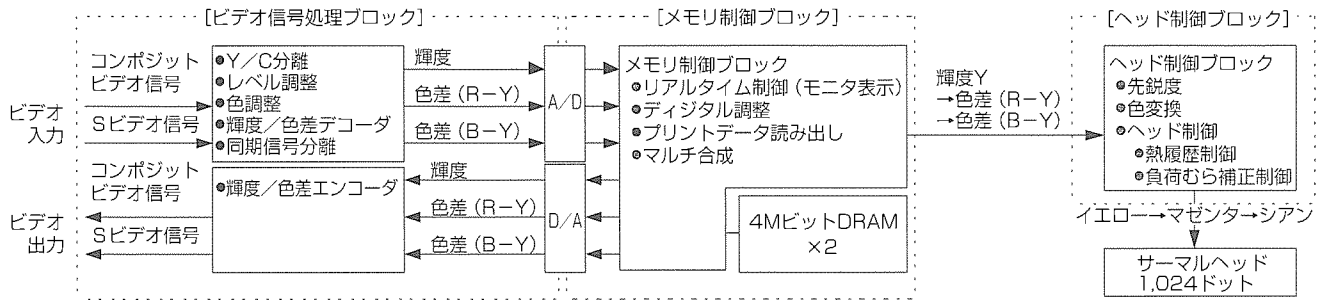 [ビデオ信号処理ブロック]
コンポジット
ビデオ信号
ビデオ
入力
Sビデオ信号
●Y／C分離
●レベル調整
●色調整
●輝度／色差デコーダ
●同期信号分離
輝度
色差（R－Y）
色差（B－Y）
A/D
コンポジット
ビデオ信号
ビデオ
出力
Sビデオ信号
●輝度／色差エンコーダ
輝度
色差（R－Y）
色差（B－Y）
D/A
[メモリ制御ブロック]
メモリ制御ブロック
●リアルタイム制御（モニタ表示）
●ディジタル調整
●プリントデータ読み出し
●マルチ合成
4MビットDRAM
×2
輝度Y
→色差（R－Y）
→色差（B－Y）
[ヘッド制御ブロック]
ヘッド制御ブロック
●先鋭度
●色変換
●ヘッド制御
●熱履歴制御
●負荷むら補正制御
イエロー→マゼンタ→シアン
サーマルヘッド
1,024ドット